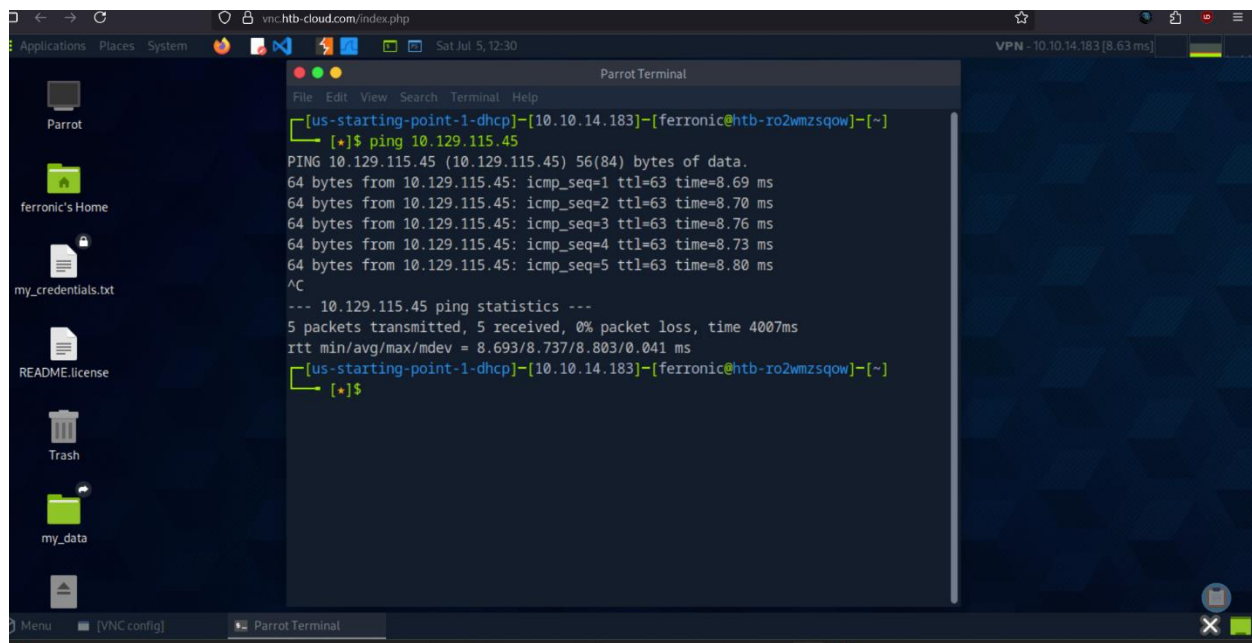 vnc.htb-cloud.com/index.php
Applications Places System
Sat Jul 5, 12:30
VPN - 10.10.14.183 [8.63 ms]
Parrot Terminal
File Edit View Search Terminal Help
Parrot
ferronic's Home
my_credentials.txt
README.license
Trash
my_data
┌─[us-starting-point-1-dhcp]─[10.10.14.183]─[ferronic@htb-ro2wmzsqow]─[~]
└──╼ [★]$ ping 10.129.115.45
PING 10.129.115.45 (10.129.115.45) 56(84) bytes of data.
64 bytes from 10.129.115.45: icmp_seq=1 ttl=63 time=8.69 ms
64 bytes from 10.129.115.45: icmp_seq=2 ttl=63 time=8.70 ms
64 bytes from 10.129.115.45: icmp_seq=3 ttl=63 time=8.76 ms
64 bytes from 10.129.115.45: icmp_seq=4 ttl=63 time=8.73 ms
64 bytes from 10.129.115.45: icmp_seq=5 ttl=63 time=8.80 ms
^C
--- 10.129.115.45 ping statistics ---
5 packets transmitted, 5 received, 0% packet loss, time 4007ms
rtt min/avg/max/mdev = 8.693/8.737/8.803/0.041 ms
┌─[us-starting-point-1-dhcp]─[10.10.14.183]─[ferronic@htb-ro2wmzsqow]─[~]
└──╼ [★]$
Menu
[VNC config]
Parrot Terminal